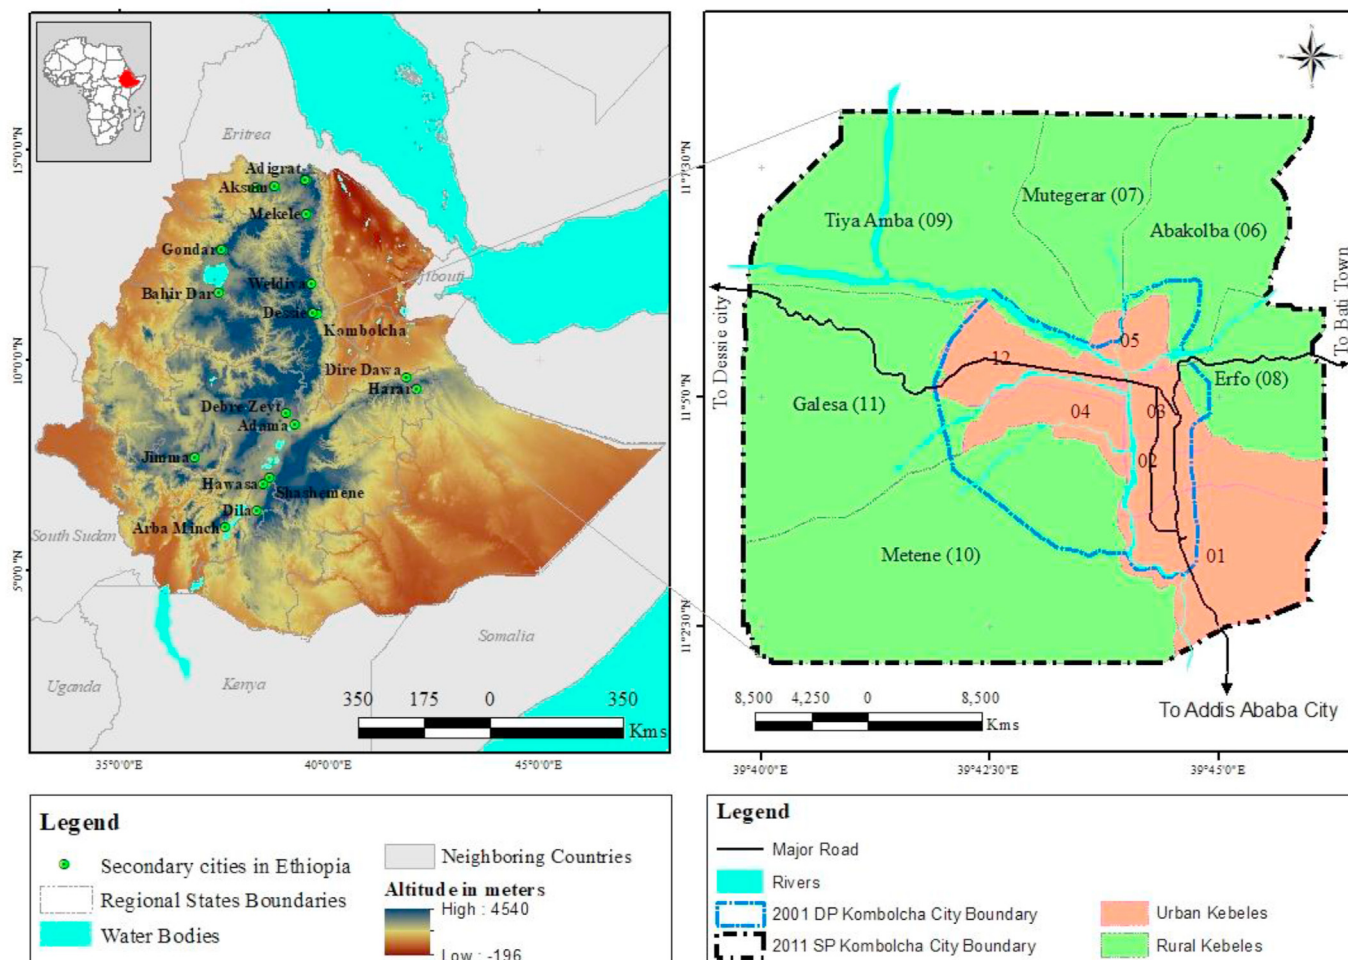 Eritrea
Adigrat
Aksum
Mekele
Gondar
Weldiya
Djibouti
Bahir Dar
Dessie
Kombolcha
Dire Dawa
Harar
Debre Zeyi
Adama
Jimma
Hawasa
Shashemene
Dila
Arba Minch
South Sudan
Somalia
Uganda
Kenya
350 175 0 350
Kms
15°0'0"N
10°0'0"N
5°0'0"N
35°0'0"E 40°0'0"E 45°0'0"E
Mutegerar (07)
Tiya Amba (09)
Abakolba (06)
To Dessie city
To Bati Town
05
12
Erfo (08)
Galesa (11)
04
03
02
Metene (10)
01
8,500 4,250 0 8,500
Kms
To Addis Ababa City
11°7'30"N
11°5'0"N
11°2'30"N
39°40'0"E 39°42'30"E 39°45'0"E
Legend
Secondary cities in Ethiopia
Regional States Boundaries
Water Bodies
Neighboring Countries
Altitude in meters
High : 4540
Low : -196
Legend
Major Road
Rivers
2001 DP Kombolcha City Boundary
2011 SP Kombolcha City Boundary
Urban Kebeles
Rural Kebeles